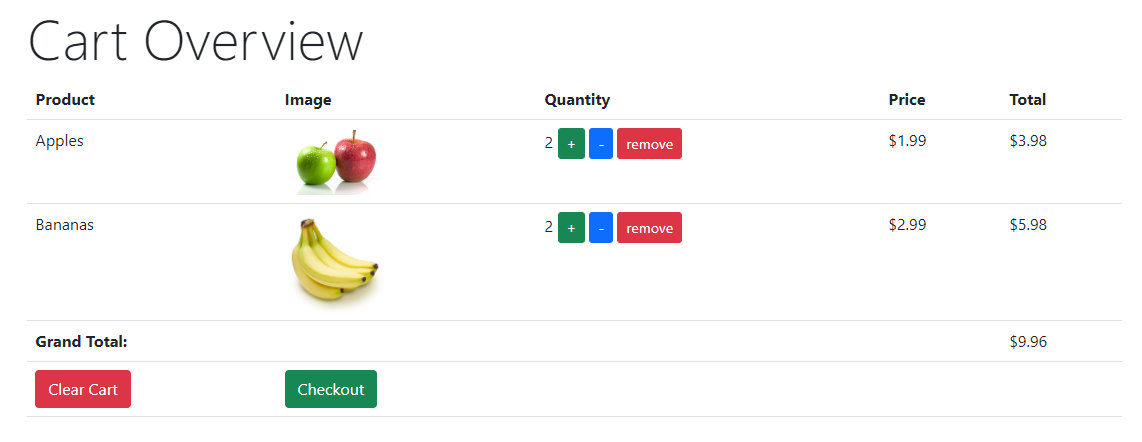 Cart Overview
Product Image Quantity Price Total
Apples 2 + - remove $1.99 $3.98
Bananas 2 + - remove $2.99 $5.98
Grand Total: $9.96
Clear Cart Checkout